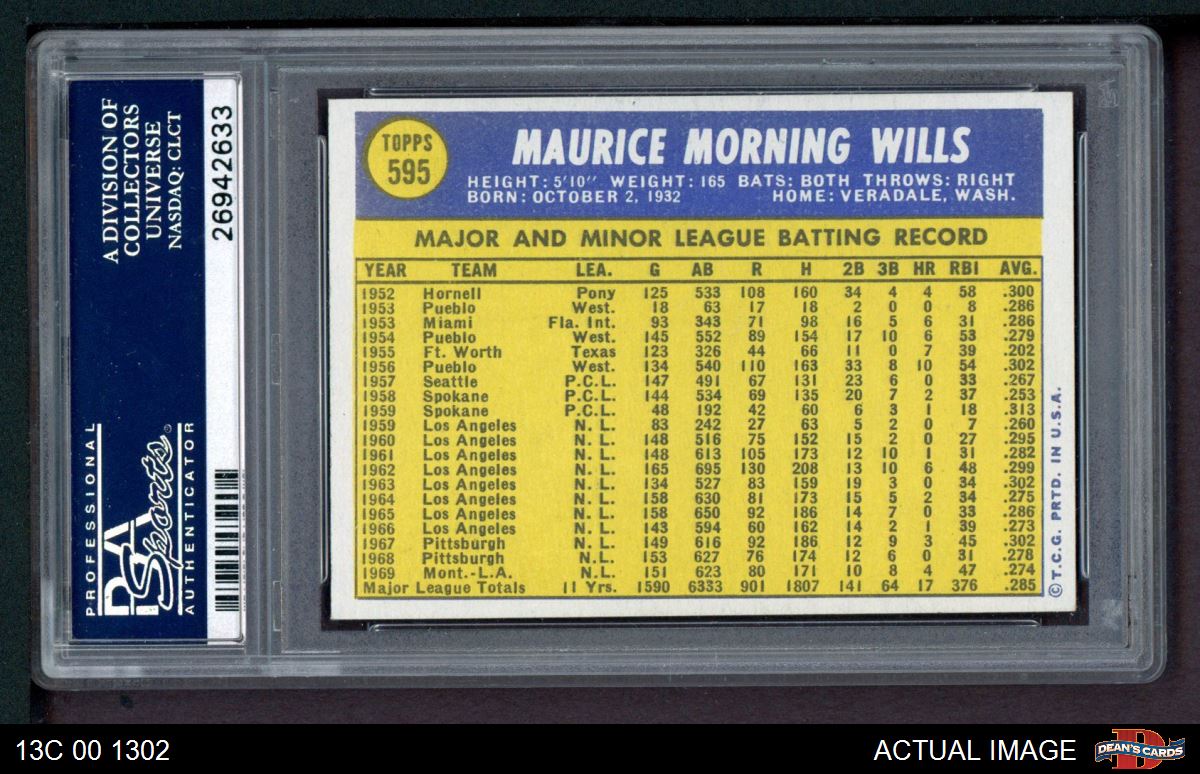 A DIVISION OF
COLLECTORS
UNIVERSE
NASDAQ: CLCT
26942633
PROFESSIONAL
PSA
Sports®
AUTHENTICATOR
TOPPS
595
MAURICE MORNING WILLS
HEIGHT: 5'10" WEIGHT: 165 BATS: BOTH THROWS: RIGHT
BORN: OCTOBER 2, 1932 HOME: VERADALE, WASH.
MAJOR AND MINOR LEAGUE BATTING RECORD
YEAR TEAM LEA. G AB R H 2B 3B HR RBI AVG.
1952 Hornell Pony 125 533 108 160 34 4 4 58 .300
1953 Pueblo West. 18 63 17 18 2 0 0 8 .286
1953 Miami Fla. Int. 93 343 71 98 16 5 6 31 .286
1954 Pueblo West. 145 552 89 154 17 10 6 53 .279
1955 Ft. Worth Texas 123 326 44 66 11 0 7 39 .202
1956 Pueblo West. 134 540 110 163 33 8 10 54 .302
1957 Seattle P.C.L. 147 491 67 131 23 6 0 33 .267
1958 Spokane P.C.L. 144 534 69 135 20 7 2 37 .253
1959 Spokane P.C.L. 48 192 42 60 6 3 1 18 .313
1959 Los Angeles N. L. 83 242 27 63 5 2 0 7 .260
1960 Los Angeles N. L. 148 516 75 152 15 2 0 27 .295
1961 Los Angeles N. L. 148 613 105 173 12 10 1 31 .282
1962 Los Angeles N. L. 165 695 130 208 13 10 6 48 .299
1963 Los Angeles N. L. 134 527 83 159 19 3 0 34 .302
1964 Los Angeles N. L. 158 630 81 173 15 5 2 34 .275
1965 Los Angeles N. L. 158 650 92 186 14 7 0 33 .286
1966 Los Angeles N. L. 143 594 60 162 14 2 1 39 .273
1967 Pittsburgh N.L. 149 616 92 186 12 9 3 45 .302
1968 Pittsburgh N.L. 153 627 76 174 12 6 0 31 .278
1969 Mont.-L.A. N.L. 151 623 80 171 10 8 4 47 .274
Major League Totals 11 Yrs. 1590 6333 901 1807 141 64 17 376 .285
©T.C.G. PRTD. IN U.S.A.
13C 00 1302
ACTUAL IMAGE
D
DEAN'S CARDS